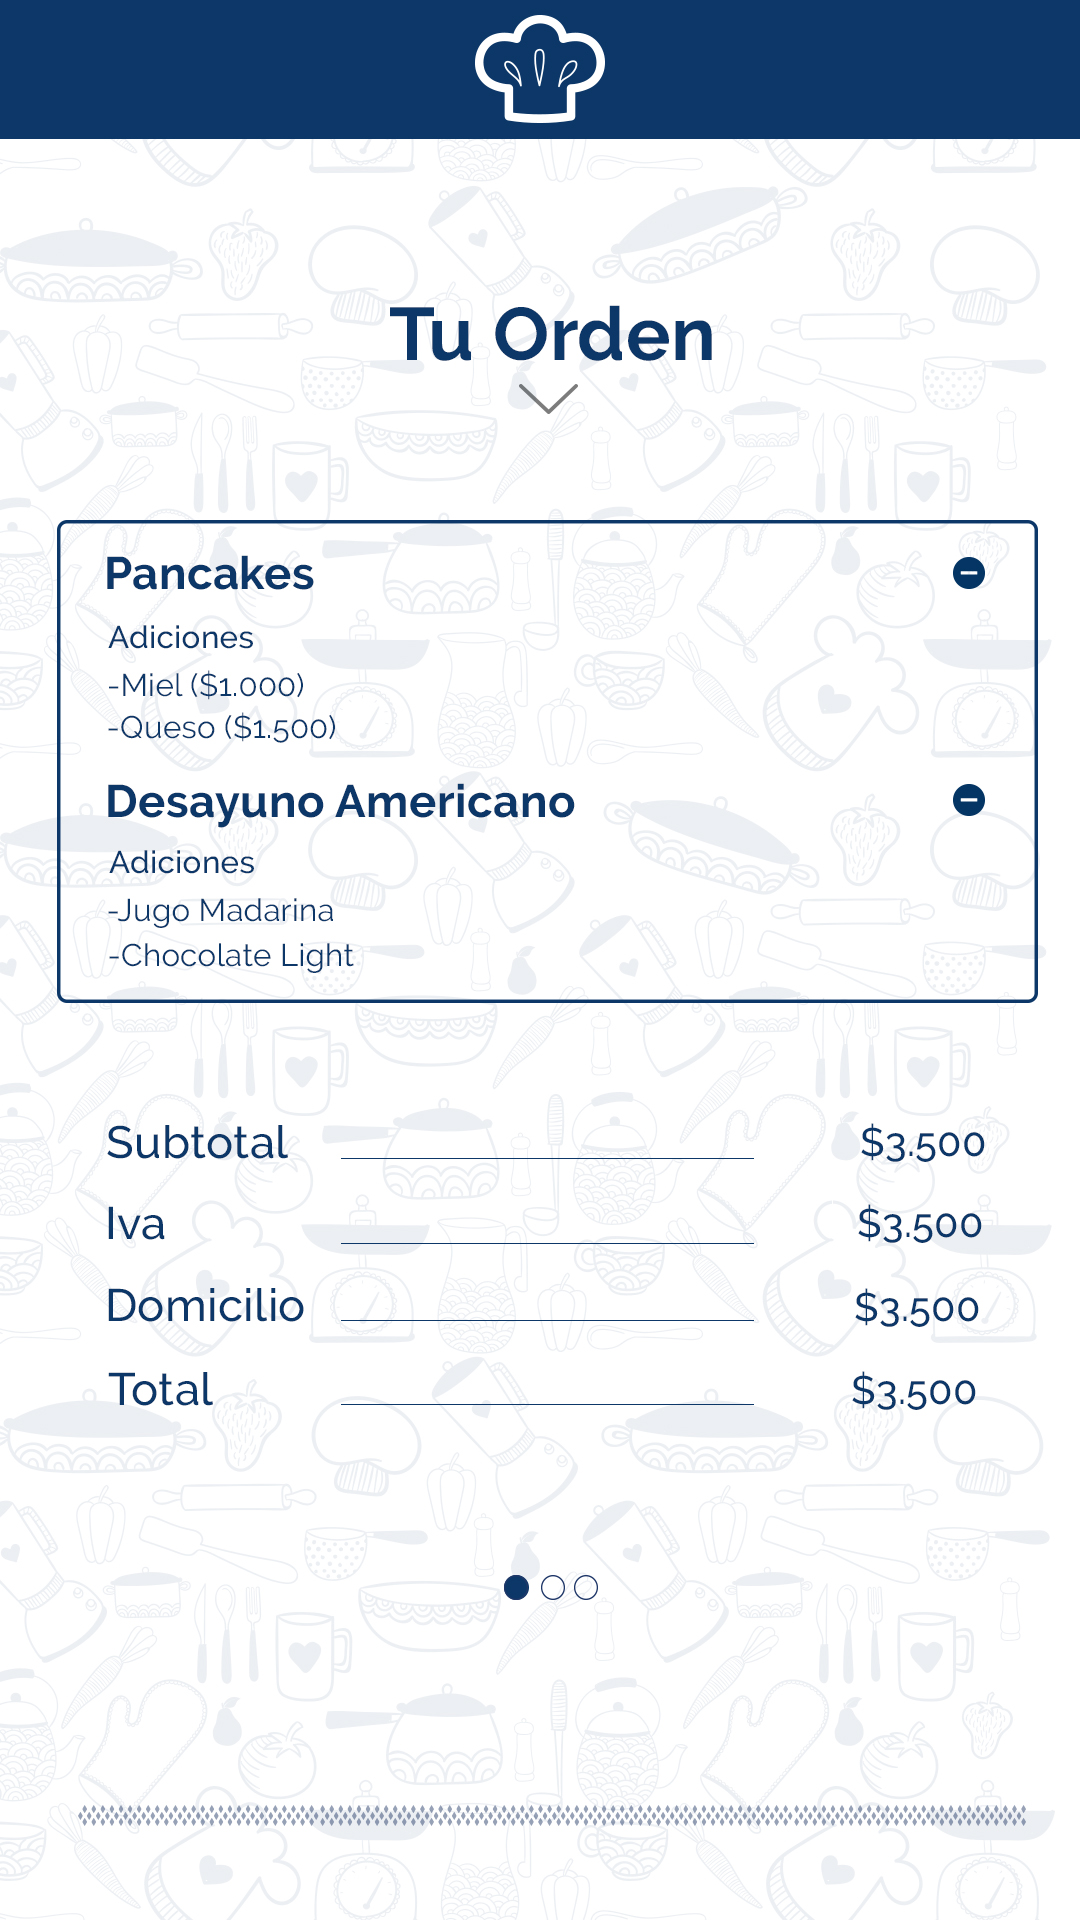 Tu Orden
Pancakes
Adiciones
-Miel ($1.000)
-Queso ($1.500)
Desayuno Americano
Adiciones
-Jugo Madarina
-Chocolate Light
Subtotal $3.500
Iva $3.500
Domicilio $3.500
Total $3.500